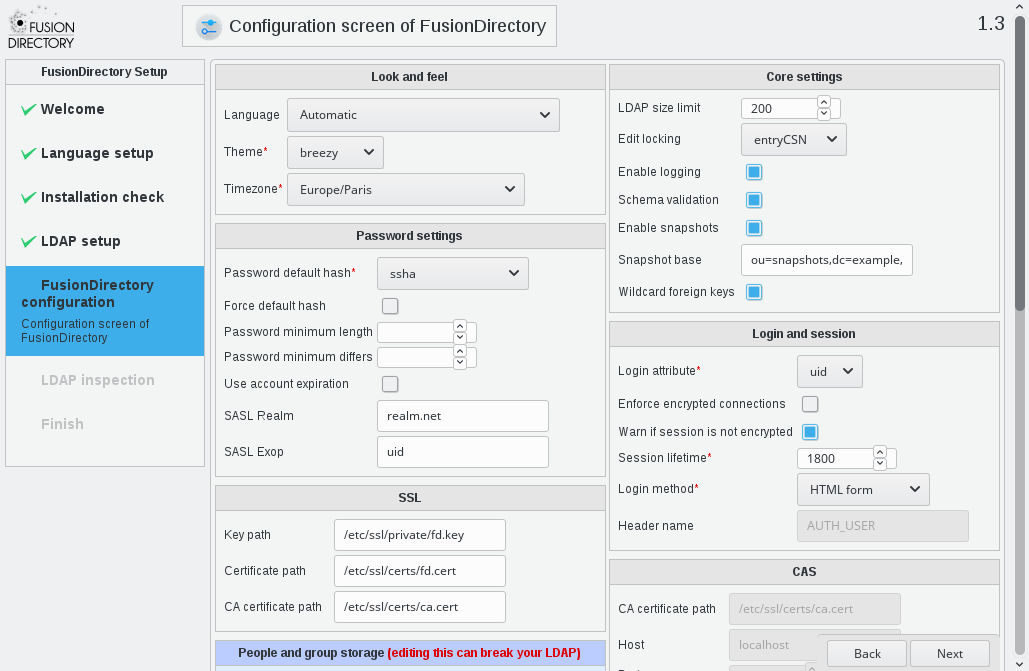 FUSION
DIRECTORY
Configuration screen of FusionDirectory
1.3
FusionDirectory Setup
Welcome
Language setup
Installation check
LDAP setup
FusionDirectory
configuration
Configuration screen of
FusionDirectory
LDAP inspection
Finish
Look and feel
Language Automatic
Theme* breezy
Timezone* Europe/Paris
Password settings
Password default hash* ssha
Force default hash
Password minimum length
Password minimum differs
Use account expiration
SASL Realm realm.net
SASL Exop uid
SSL
Key path /etc/ssl/private/fd.key
Certificate path /etc/ssl/certs/fd.cert
CA certificate path /etc/ssl/certs/ca.cert
People and group storage (editing this can break your LDAP)
Core settings
LDAP size limit 200
Edit locking entryCSN
Enable logging
Schema validation
Enable snapshots
Snapshot base ou=snapshots,dc=example,
Wildcard foreign keys
Login and session
Login attribute* uid
Enforce encrypted connections
Warn if session is not encrypted
Session lifetime* 1800
Login method* HTML form
Header name AUTH_USER
CAS
CA certificate path /etc/ssl/certs/ca.cert
Host localhost
Back Next